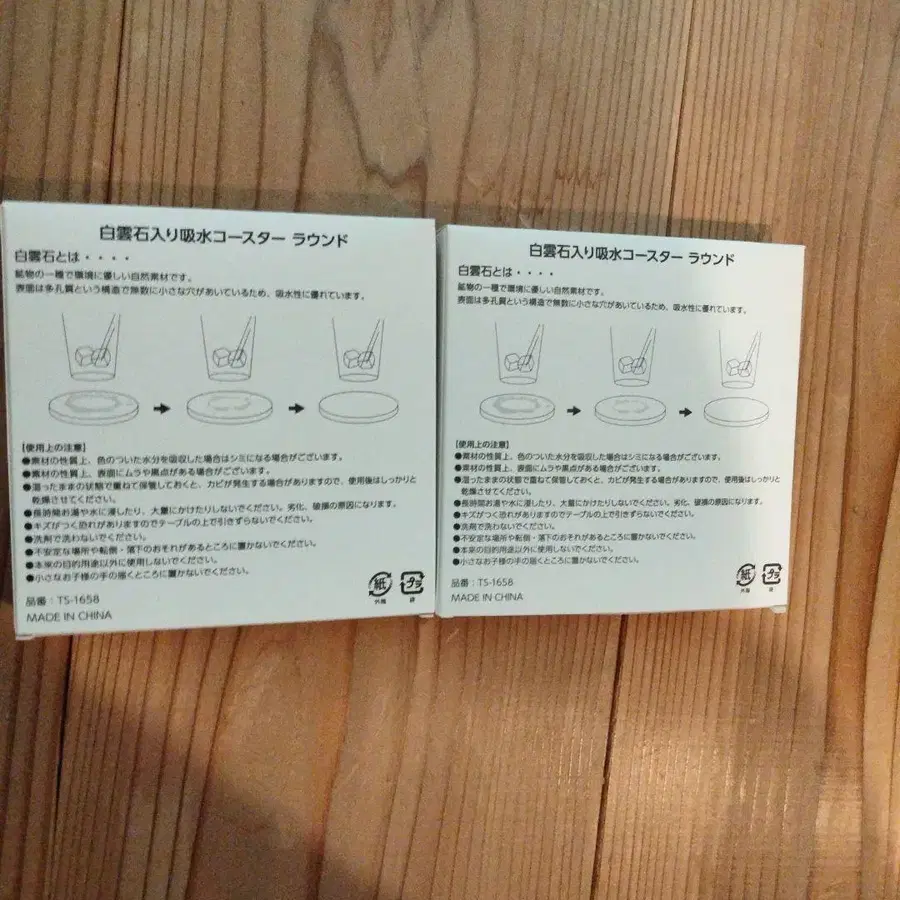 白雲石入り吸水コースター ラウンド
白雲石とは・・・・
鉱物の一種で環境に優しい自然素材です。
表面は多孔質という構造で無数に小さな穴があいているため、吸水性に優れています。
【使用上の注意】
●素材の性質上、色のついた水分を吸収した場合はシミになる場合がございます。
●素材の性質上、表面にムラや黒点がある場合がございます。
●湿ったままの状態で重ねて保管しておくと、カビが発生する場合がありますので、使用後はしっかりと
乾燥させてください。
●長時間お湯や水に浸したり、大量にかけたりしないでください。劣化、破損の原因になります。
●キズがつく恐れがありますのでテーブルの上で引きずらないでください。
●洗剤で洗わないでください。
●不安定な場所や転倒・落下のおそれがあるところに置かないでください。
●本来の目的用途以外に使用しないでください。
●小さなお子様の手の届くところに置かないでください。
品番：TS-1658
MADE IN CHINA
紙
外箱
プラ
袋
白雲石入り吸水コースター ラウンド
白雲石とは・・・・
鉱物の一種で環境に優しい自然素材です。
表面は多孔質という構造で無数に小さな穴があいているため、吸水性に優れています。
【使用上の注意】
●素材の性質上、色のついた水分を吸収した場合はシミになる場合がございます。
●素材の性質上、表面にムラや黒点がある場合がございます。
●湿ったままの状態で重ねて保管しておくと、カビが発生する場合がありますので、使用後はしっかりと
乾燥させてください。
●長時間お湯や水に浸したり、大量にかけたりしないでください。劣化、破損の原因になります。
●キズがつく恐れがありますのでテーブルの上で引きずらないでください。
●洗剤で洗わないでください。
●不安定な場所や転倒・落下のおそれがあるところに置かないでください。
●本来の目的用途以外に使用しないでください。
●小さなお子様の手の届くところに置かないでください。
品番：TS-1658
MADE IN CHINA
紙
外箱
プラ
袋